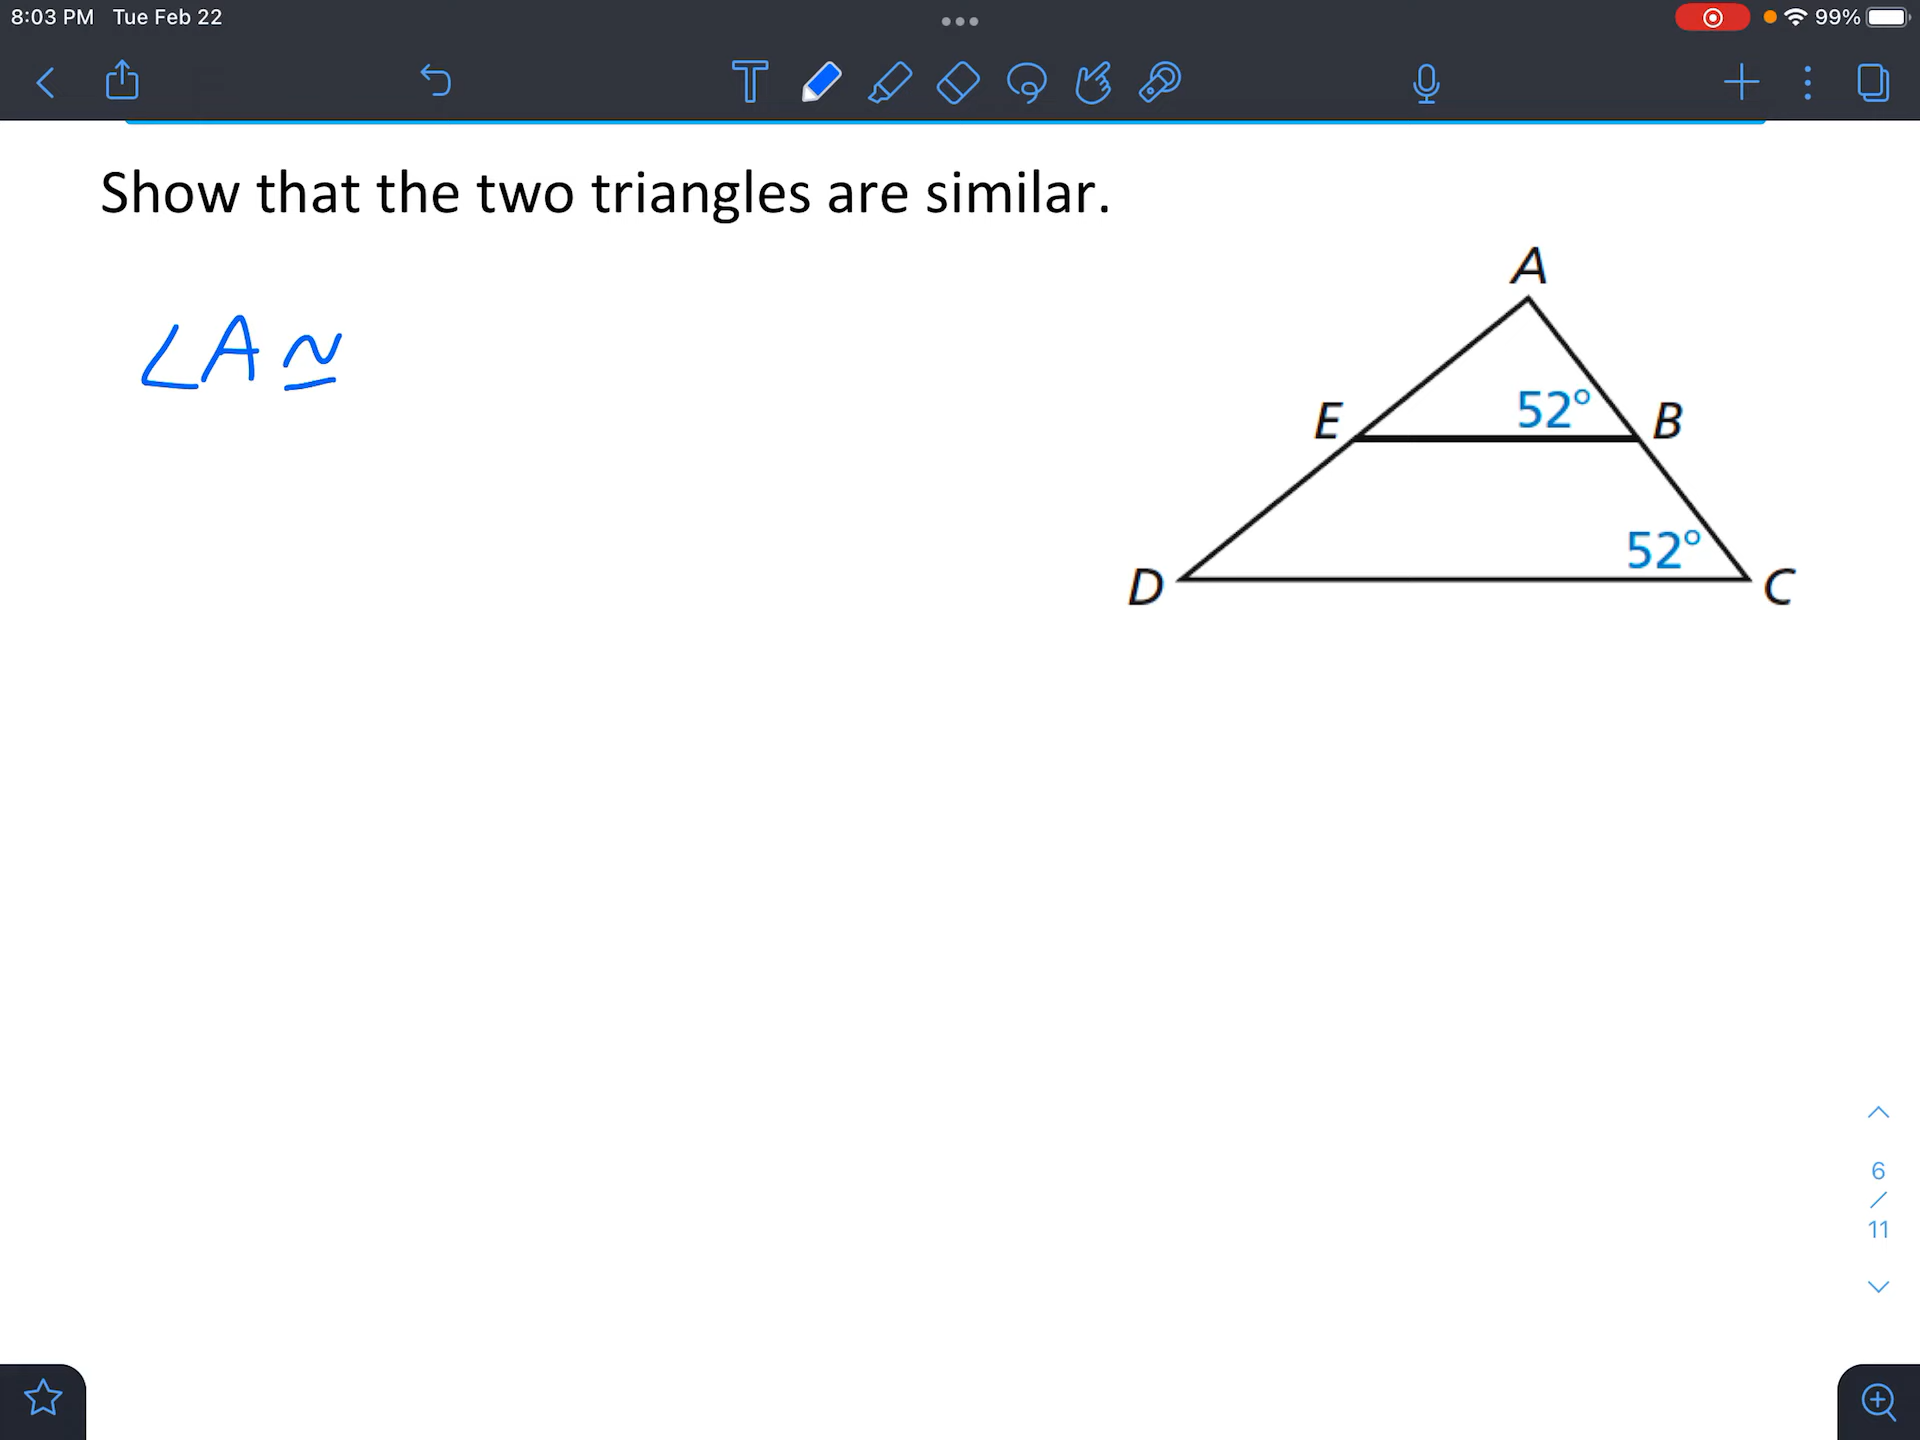 8:03 PM Tue Feb 22
99%
Show that the two triangles are similar.
∠A ≅
A
E
52°
B
52°
D
C
6
/
11